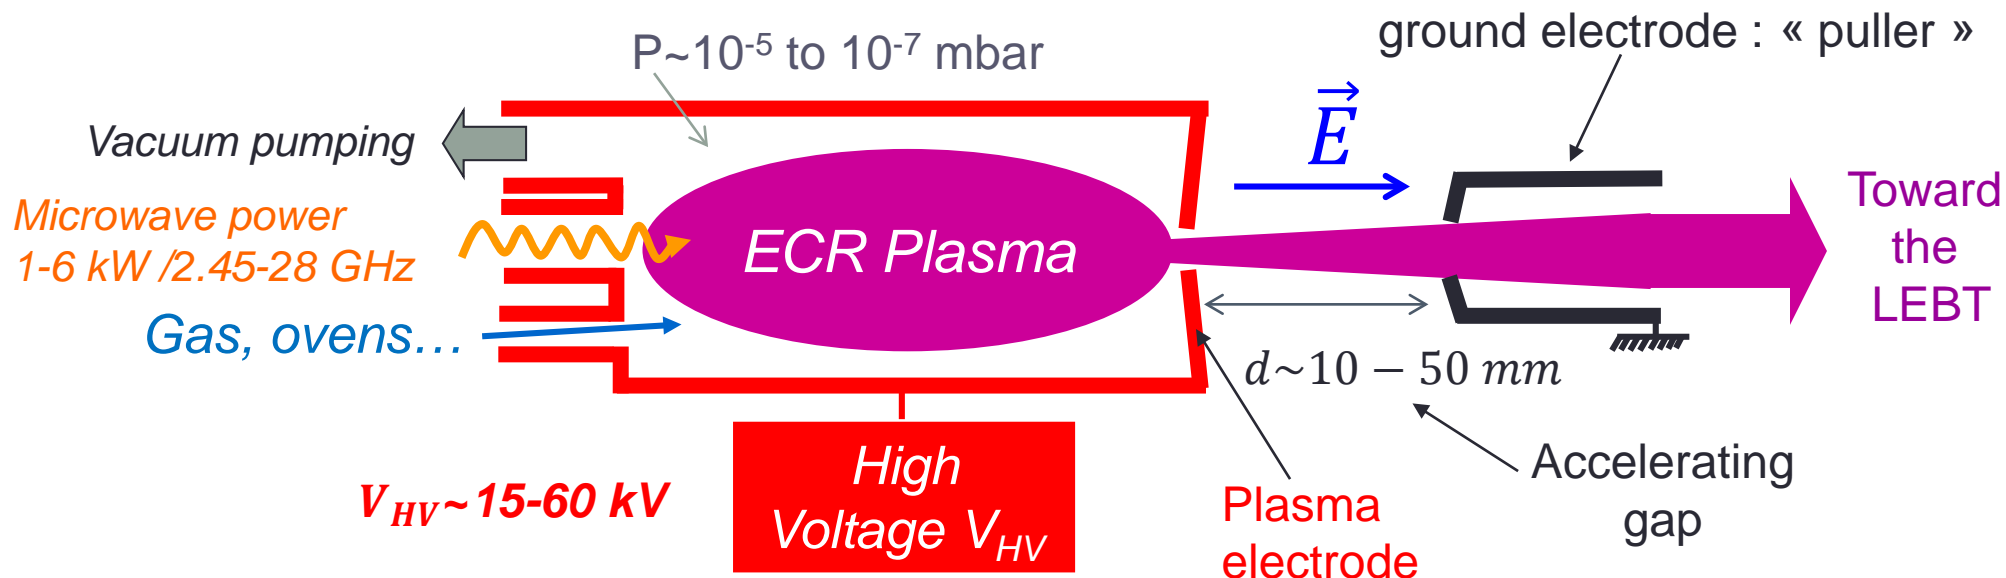 ground electrode : « puller »
P~10⁻⁵ to 10⁻⁷ mbar
Vacuum pumping
E⃗
Microwave power
1-6 kW /2.45-28 GHz
ECR Plasma
Toward
the
LEBT
Gas, ovens…
d~10 − 50 mm
High
Voltage V_HV
V_HV~15-60 kV
Accelerating
gap
Plasma
electrode